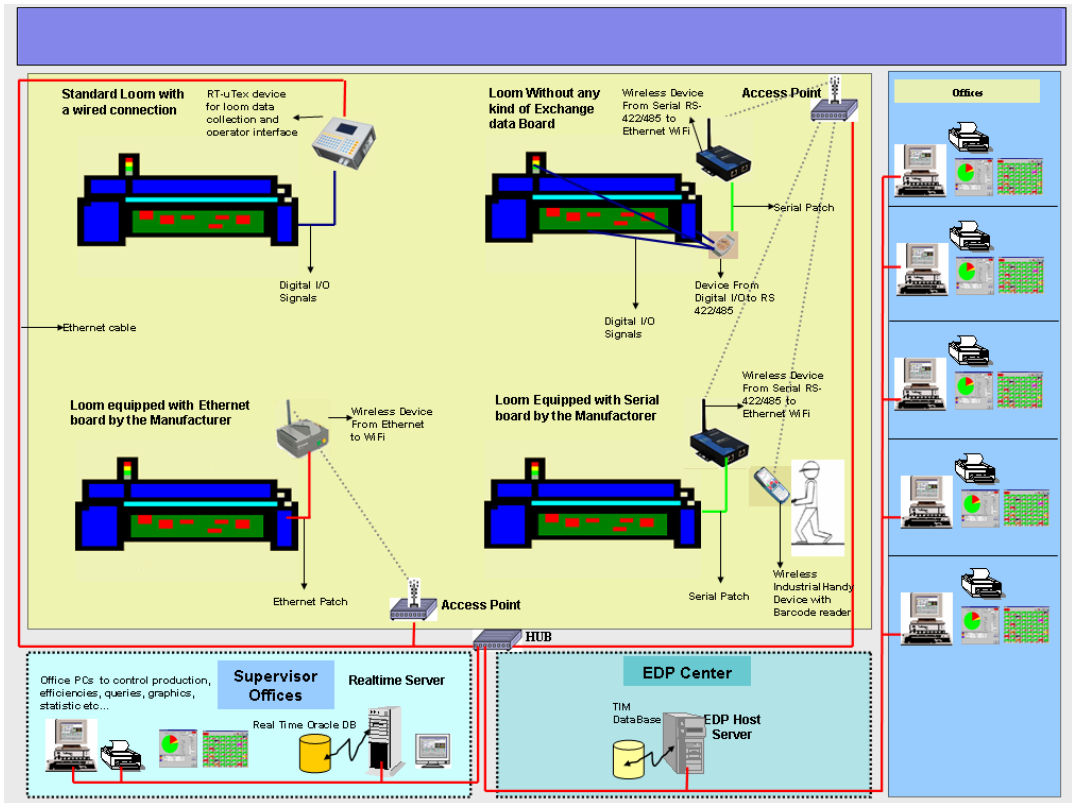 Standard Loom with
a wired connection
RT-uTex device
for loom data
collection and
operator interface
Digital I/O
Signals
Ethernet cable
Loom Without any
kind of Exchange
data Board
Wireless Device
From Serial RS-
422/485 to
Ethernet WiFi
Access Point
Serial Patch
Device From
Digital I/O to RS
422/485
Digital I/O
Signals
Loom equipped with Ethernet
board by the Manufacturer
Wireless Device
From Ethernet
to WiFi
Ethernet Patch
Access Point
Loom Equipped with Serial
board by the Manufactorer
Wireless Device
From Serial RS-
422/485 to
Ethernet WiFi
Serial Patch
Wireless
Industrial Handy
Device with
Barcode reader
HUB
Offices
Office PCs to control production,
efficiencies, queries, graphics,
statistic etc...
Supervisor
Offices
Realtime Server
Real Time Oracle DB
EDP Center
TIM
DataBase
EDP Host
Server